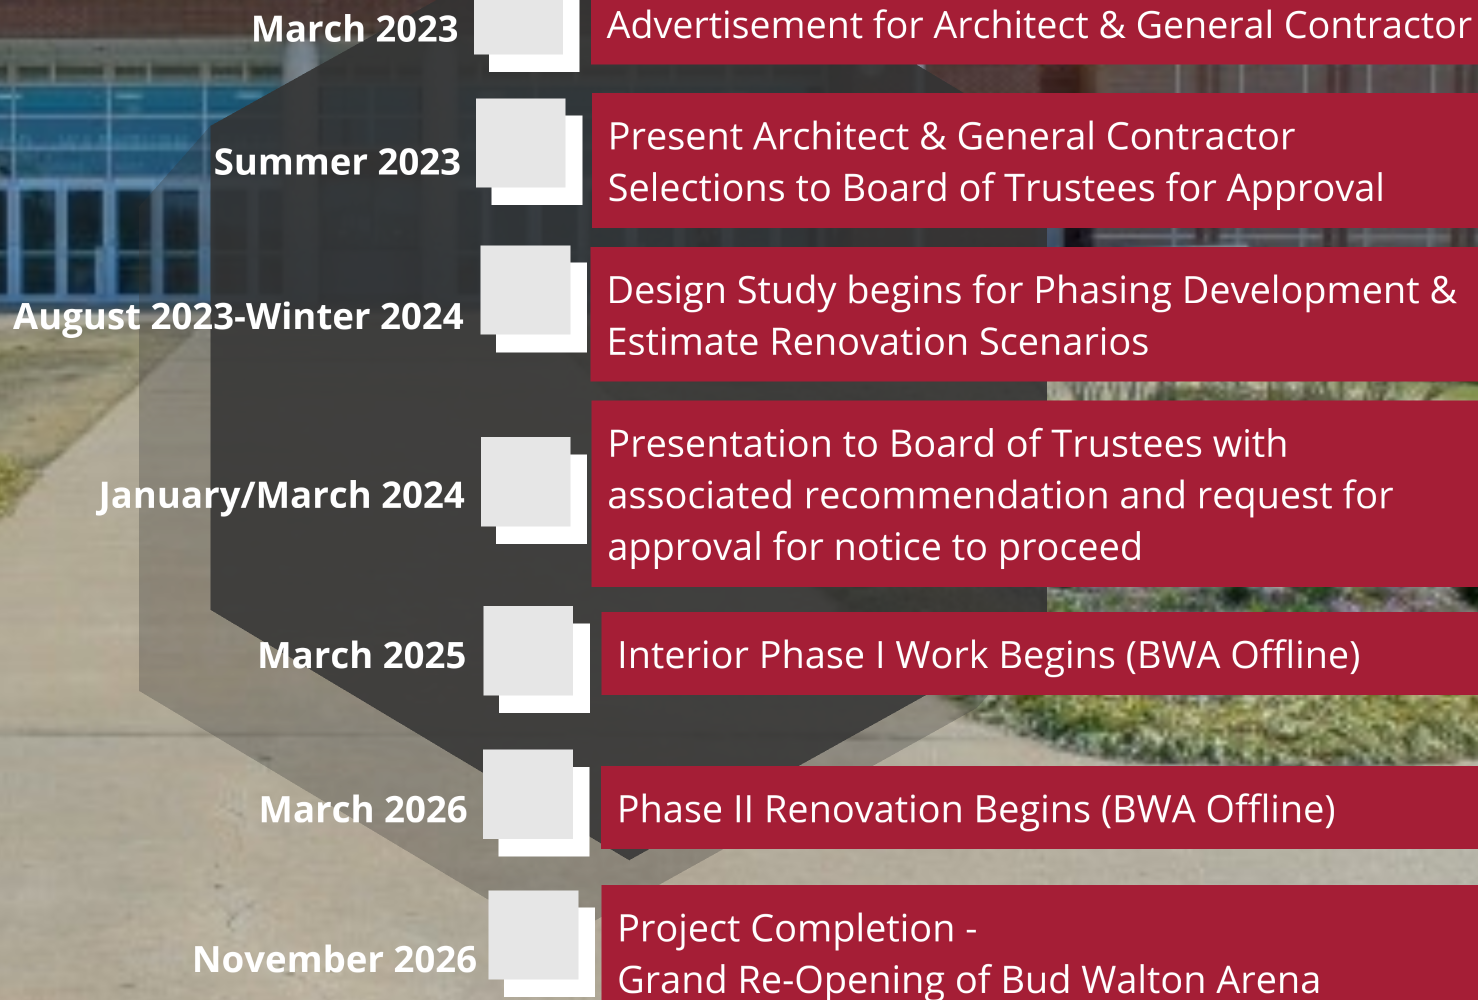 March 2023
Advertisement for Architect & General Contractor
Summer 2023
Present Architect & General Contractor
Selections to Board of Trustees for Approval
August 2023-Winter 2024
Design Study begins for Phasing Development &
Estimate Renovation Scenarios
January/March 2024
Presentation to Board of Trustees with
associated recommendation and request for
approval for notice to proceed
March 2025
Interior Phase I Work Begins (BWA Offline)
March 2026
Phase II Renovation Begins (BWA Offline)
November 2026
Project Completion -
Grand Re-Opening of Bud Walton Arena